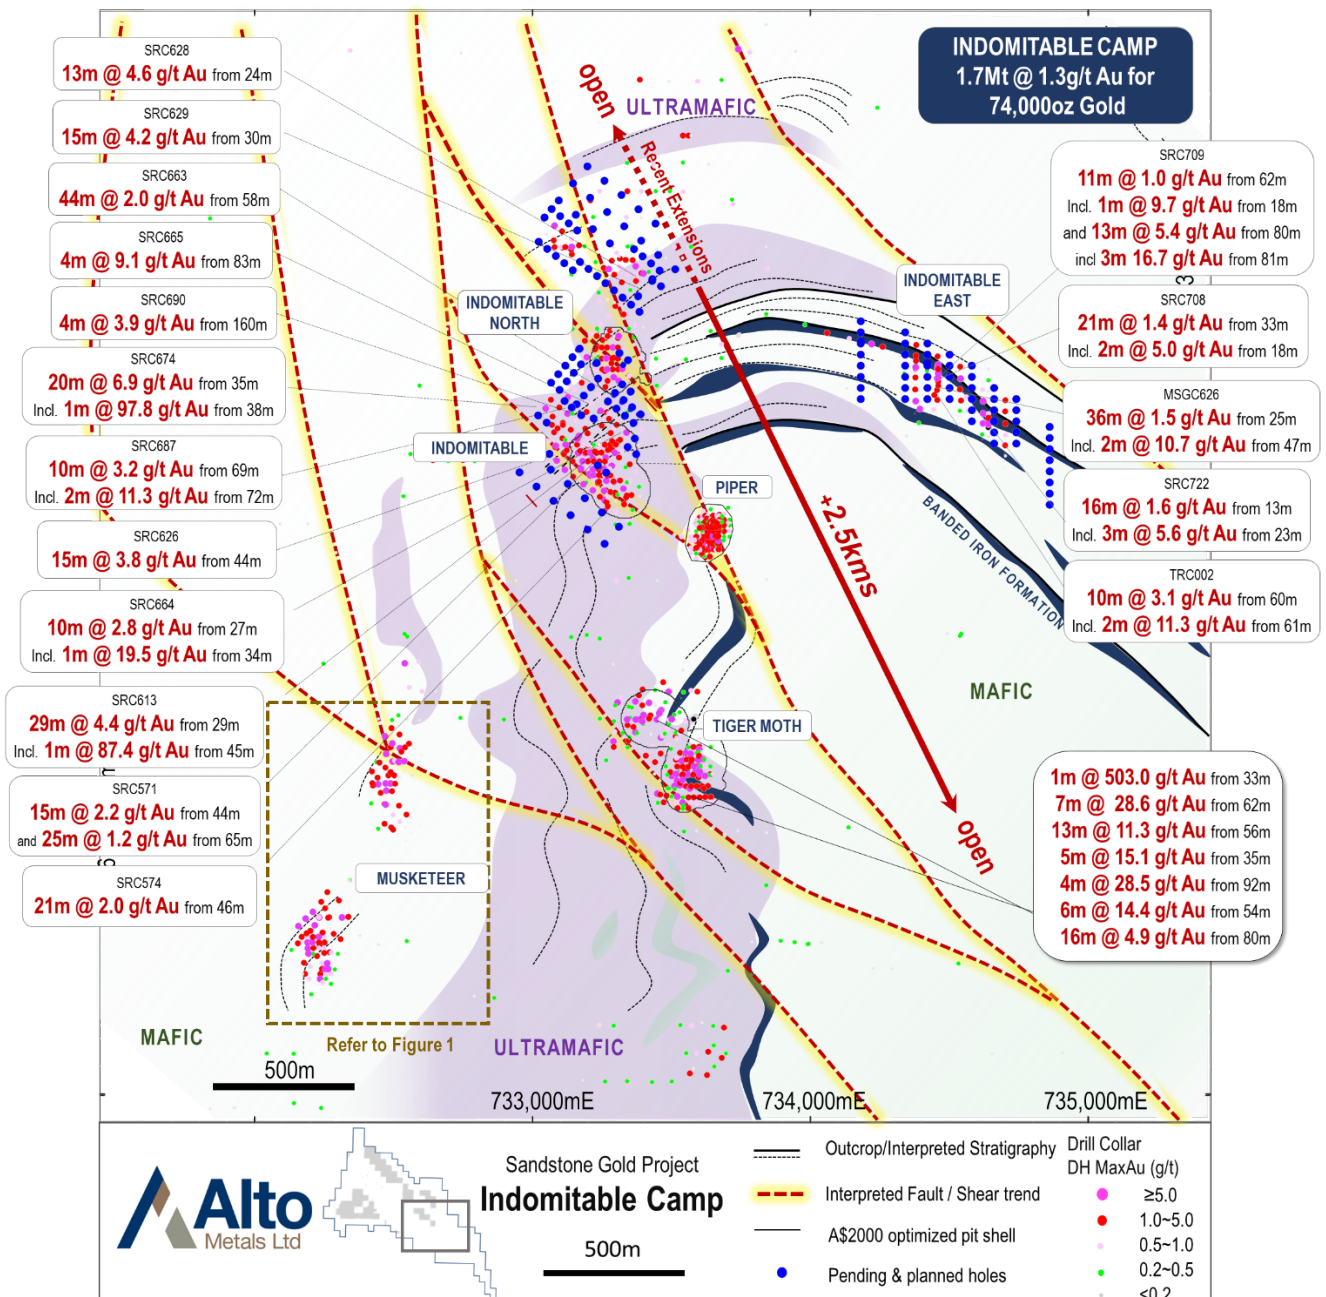 SRC628
13m @ 4.6 g/t Au from 24m
SRC629
15m @ 4.2 g/t Au from 30m
SRC663
44m @ 2.0 g/t Au from 58m
SRC665
4m @ 9.1 g/t Au from 83m
SRC690
4m @ 3.9 g/t Au from 160m
SRC674
20m @ 6.9 g/t Au from 35m
Incl. 1m @ 97.8 g/t Au from 38m
SRC687
10m @ 3.2 g/t Au from 69m
Incl. 2m @ 11.3 g/t Au from 72m
SRC626
15m @ 3.8 g/t Au from 44m
SRC664
10m @ 2.8 g/t Au from 27m
Incl. 1m @ 19.5 g/t Au from 34m
SRC613
29m @ 4.4 g/t Au from 29m
Incl. 1m @ 87.4 g/t Au from 45m
SRC571
15m @ 2.2 g/t Au from 44m
and 25m @ 1.2 g/t Au from 65m
SRC574
21m @ 2.0 g/t Au from 46m
INDOMITABLE CAMP
1.7Mt @ 1.3g/t Au for
74,000oz Gold
SRC709
11m @ 1.0 g/t Au from 62m
Incl. 1m @ 9.7 g/t Au from 18m
and 13m @ 5.4 g/t Au from 80m
incl 3m 16.7 g/t Au from 81m
SRC708
21m @ 1.4 g/t Au from 33m
Incl. 2m @ 5.0 g/t Au from 18m
MSGC626
36m @ 1.5 g/t Au from 25m
Incl. 2m @ 10.7 g/t Au from 47m
SRC722
16m @ 1.6 g/t Au from 13m
Incl. 3m @ 5.6 g/t Au from 23m
TRC002
10m @ 3.1 g/t Au from 60m
Incl. 2m @ 11.3 g/t Au from 61m
1m @ 503.0 g/t Au from 33m
7m @ 28.6 g/t Au from 62m
13m @ 11.3 g/t Au from 56m
5m @ 15.1 g/t Au from 35m
4m @ 28.5 g/t Au from 92m
6m @ 14.4 g/t Au from 54m
16m @ 4.9 g/t Au from 80m
open
ULTRAMAFIC
Recent Extensions
INDOMITABLE
NORTH
INDOMITABLE
EAST
INDOMITABLE
PIPER
+2.5kms
BANDED IRON FORMATION
MAFIC
TIGER MOTH
open
MUSKETEER
MAFIC
Refer to Figure 1
ULTRAMAFIC
500m
733,000mE
734,000mE
735,000mE
Alto
Metals Ltd
Sandstone Gold Project
Indomitable Camp
500m
Outcrop/Interpreted Stratigraphy
Interpreted Fault / Shear trend
A$2000 optimized pit shell
Pending & planned holes
Drill Collar
DH MaxAu (g/t)
≥5.0
1.0~5.0
0.5~1.0
0.2~0.5
<0.2